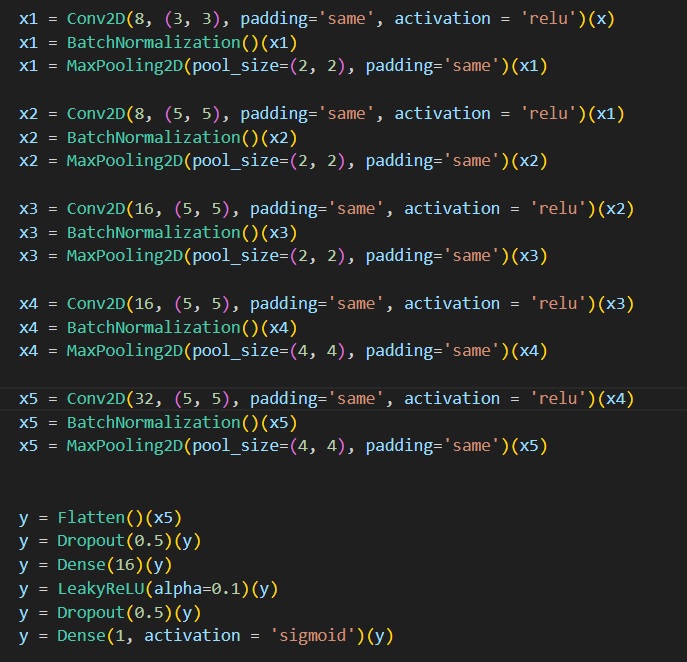 x1 = Conv2D(8, (3, 3), padding='same', activation = 'relu')(x)
x1 = BatchNormalization()(x1)
x1 = MaxPooling2D(pool_size=(2, 2), padding='same')(x1)
x2 = Conv2D(8, (5, 5), padding='same', activation = 'relu')(x1)
x2 = BatchNormalization()(x2)
x2 = MaxPooling2D(pool_size=(2, 2), padding='same')(x2)
x3 = Conv2D(16, (5, 5), padding='same', activation = 'relu')(x2)
x3 = BatchNormalization()(x3)
x3 = MaxPooling2D(pool_size=(2, 2), padding='same')(x3)
x4 = Conv2D(16, (5, 5), padding='same', activation = 'relu')(x3)
x4 = BatchNormalization()(x4)
x4 = MaxPooling2D(pool_size=(4, 4), padding='same')(x4)
x5 = Conv2D(32, (5, 5), padding='same', activation = 'relu')(x4)
x5 = BatchNormalization()(x5)
x5 = MaxPooling2D(pool_size=(4, 4), padding='same')(x5)
y = Flatten()(x5)
y = Dropout(0.5)(y)
y = Dense(16)(y)
y = LeakyReLU(alpha=0.1)(y)
y = Dropout(0.5)(y)
y = Dense(1, activation = 'sigmoid')(y)